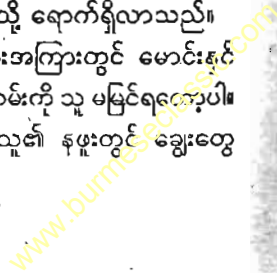 သို့ ရောက်ရှိလာသည်။
းအကြားတွင် မောင်းနှင်
မ်းကို သူ မမြင်ရတော့ပါ။
သူ၏ နဖူးတွင် ချွေးတွေ
www.burmeseclassic.com